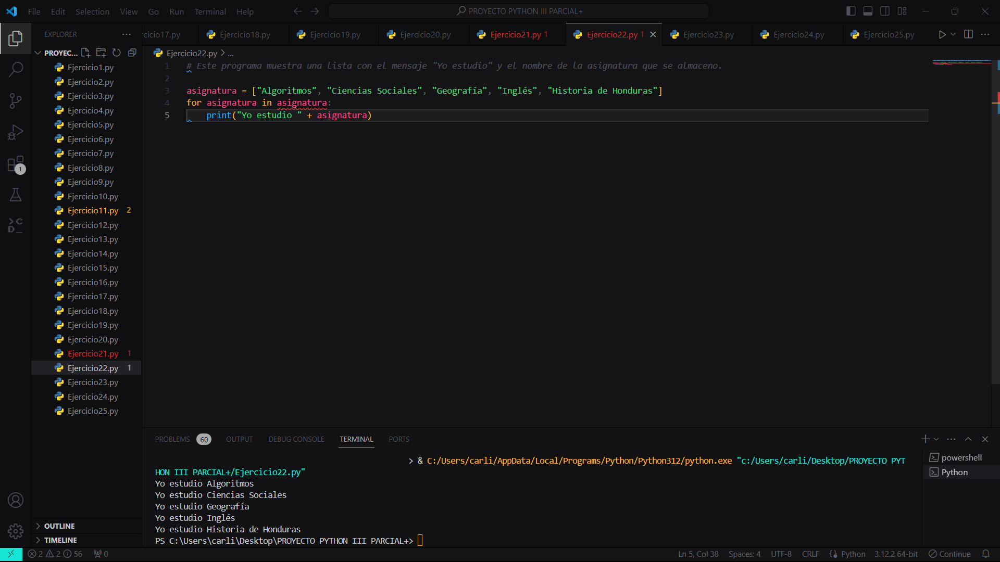 File Edit Selection View Go Run Terminal Help PROYECTO PYTHON III PARCIAL+
EXPLORER
rcicio17.py Ejercicio18.py Ejercicio19.py Ejercicio20.py Ejercicio21.py 1 Ejercicio22.py 1 Ejercicio23.py Ejercicio24.py Ejercicio25.py
PROYEC...
Ejercicio22.py > ...
Ejercicio1.py
Ejercicio2.py
Ejercicio3.py
Ejercicio4.py
Ejercicio5.py
Ejercicio6.py
Ejercicio7.py
Ejercicio8.py
Ejercicio9.py
Ejercicio10.py
Ejercicio11.py 2
Ejercicio12.py
Ejercicio13.py
Ejercicio14.py
Ejercicio15.py
Ejercicio16.py
Ejercicio17.py
Ejercicio18.py
Ejercicio19.py
Ejercicio20.py
Ejercicio21.py 1
Ejercicio22.py 1
Ejercicio23.py
Ejercicio24.py
Ejercicio25.py
OUTLINE
TIMELINE
1
1 # Este programa muestra una lista con el mensaje "Yo estudio" y el nombre de la asignatura que se almaceno.
2
3 asignatura = ["Algoritmos", "Ciencias Sociales", "Geografía", "Inglés", "Historia de Honduras"]
4 for asignatura in asignatura:
5     print("Yo estudio " + asignatura)
PROBLEMS 60 OUTPUT DEBUG CONSOLE TERMINAL PORTS
> & C:/Users/carli/AppData/Local/Programs/Python/Python312/python.exe "c:/Users/carli/Desktop/PROYECTO PYT
HON III PARCIAL+/Ejercicio22.py"
Yo estudio Algoritmos
Yo estudio Ciencias Sociales
Yo estudio Geografía
Yo estudio Inglés
Yo estudio Historia de Honduras
PS C:\Users\carli\Desktop\PROYECTO PYTHON III PARCIAL+>
powershell
Python
2 2 56 0 Ln 5, Col 38 Spaces: 4 UTF-8 CRLF Python 3.12.2 64-bit Continue